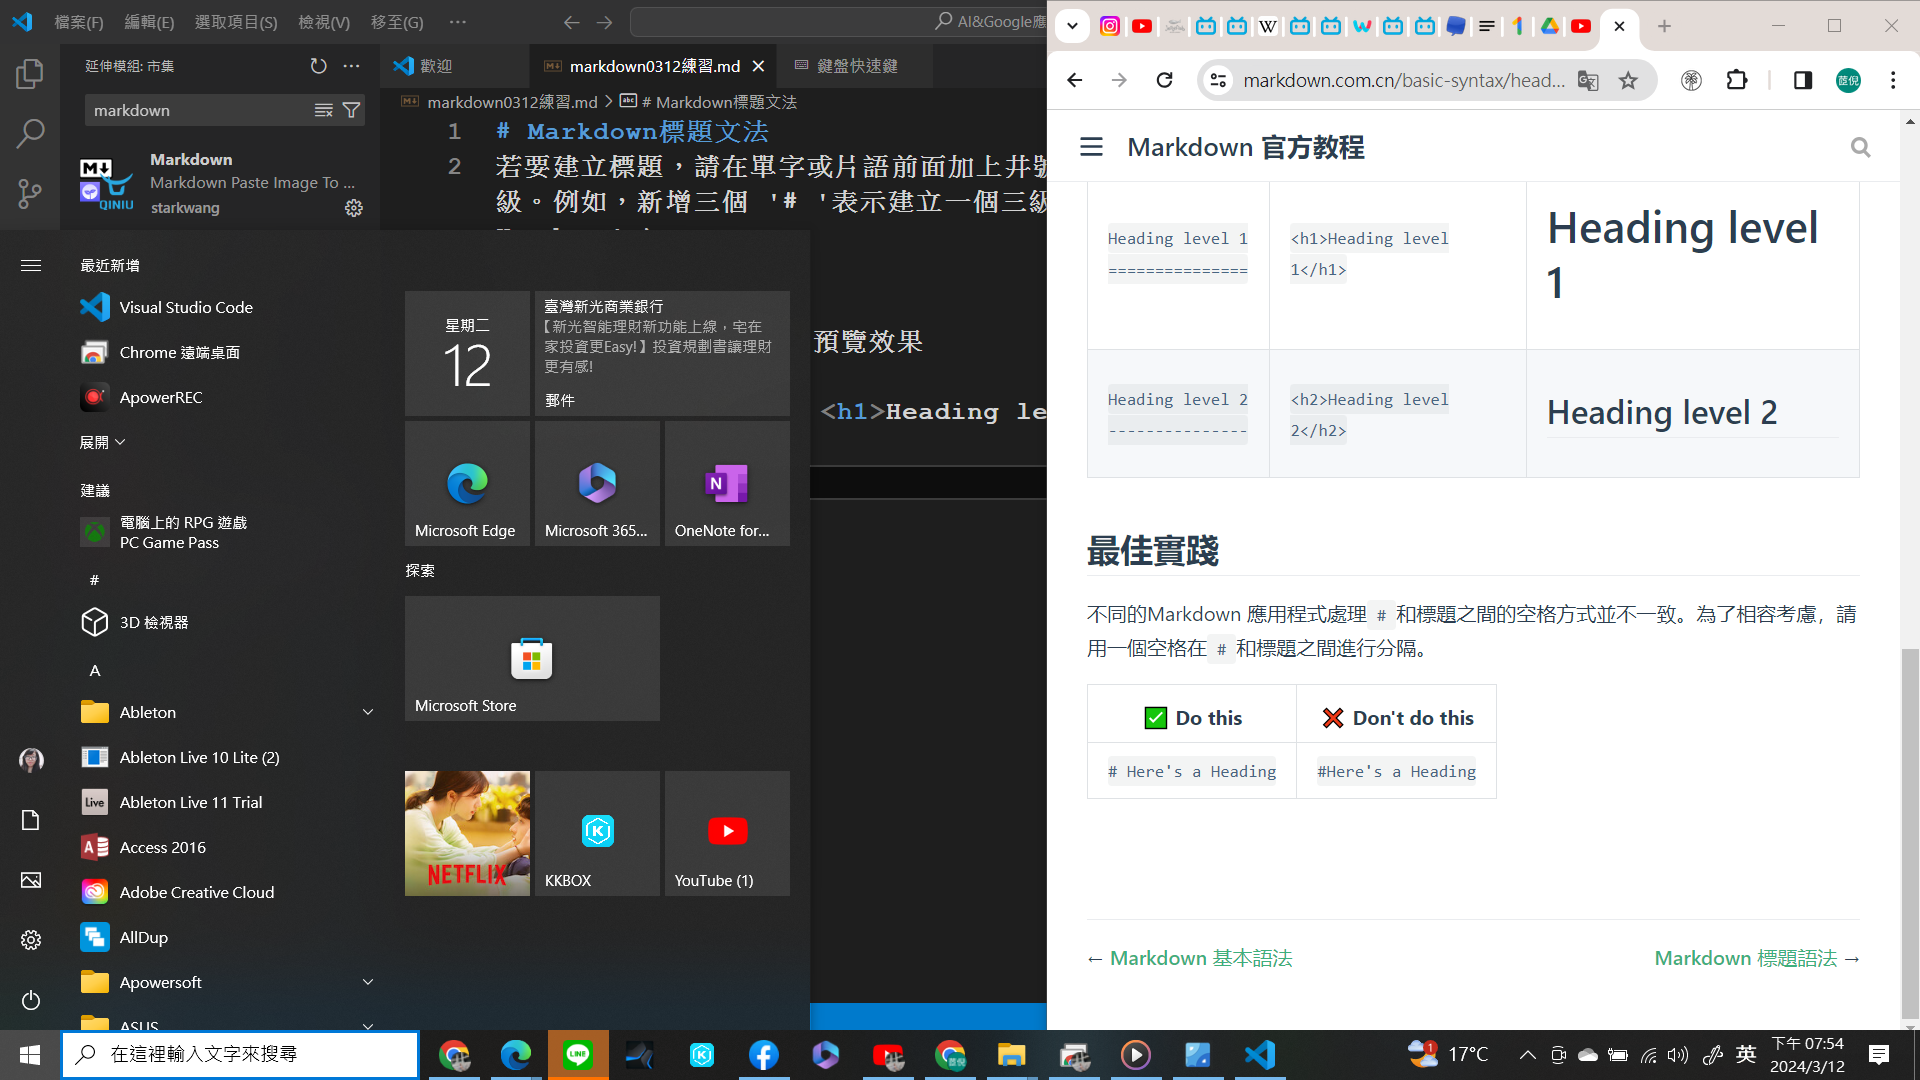 檔案(F) 編輯(E) 選取項目(S) 檢視(V) 移至(G) ···
AI&Google應
延伸模組: 市集
markdown
Markdown
Markdown Paste Image To ...
starkwang
QINIU
歡迎
markdown0312練習.md
鍵盤快速鍵
markdown0312練習.md > # Markdown標題文法
1 # Markdown標題文法
2 若要建立標題，請在單字或片語前面加上井號
級。例如，新增三個 '# '表示建立一個三級
預覽效果
<h1>Heading le
最近新增
Visual Studio Code
Chrome 遠端桌面
ApowerREC
展開
建議
電腦上的 RPG 遊戲
PC Game Pass
#
3D 檢視器
A
Ableton
Ableton Live 10 Lite (2)
Live
Ableton Live 11 Trial
Access 2016
Adobe Creative Cloud
AllDup
Apowersoft
ASUS
星期二
12
臺灣新光商業銀行
【新光智能理財新功能上線，宅在
家投資更Easy!】投資規劃書讓理財
更有感!
郵件
Microsoft Edge
Microsoft 365...
OneNote for...
探索
Microsoft Store
NETFLIX
KKBOX
YouTube (1)
在這裡輸入文字來搜尋
markdown.com.cn/basic-syntax/head...
Markdown 官方教程
Heading level 1
===============
<h1>Heading level
1</h1>
Heading level
1
Heading level 2
---------------
<h2>Heading level
2</h2>
Heading level 2
最佳實踐
不同的Markdown 應用程式處理 # 和標題之間的空格方式並不一致。為了相容考慮，請
用一個空格在 # 和標題之間進行分隔。
✅ Do this
❌ Don't do this
# Here's a Heading
#Here's a Heading
← Markdown 基本語法
Markdown 標題語法 →
LINE
17°C
英
下午 07:54
2024/3/12